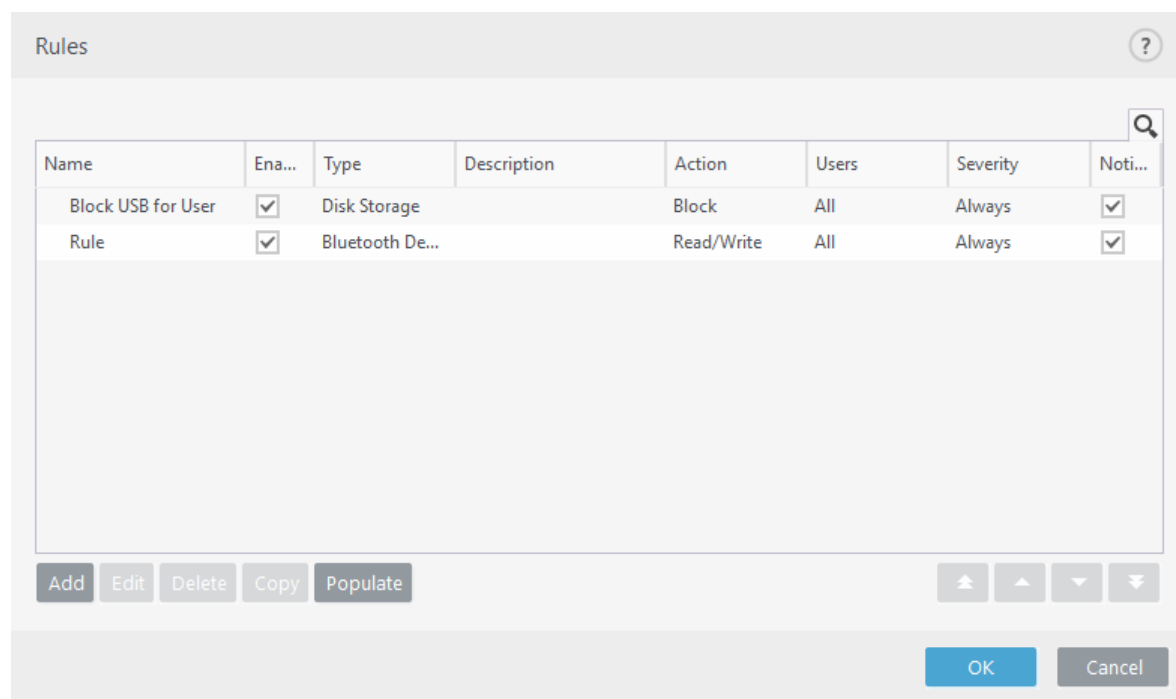 Rules ?
Name Ena... Type Description Action Users Severity Noti...
Block USB for User Disk Storage Block All Always
Rule Bluetooth De... Read/Write All Always
Add Edit Delete Copy Populate
OK Cancel